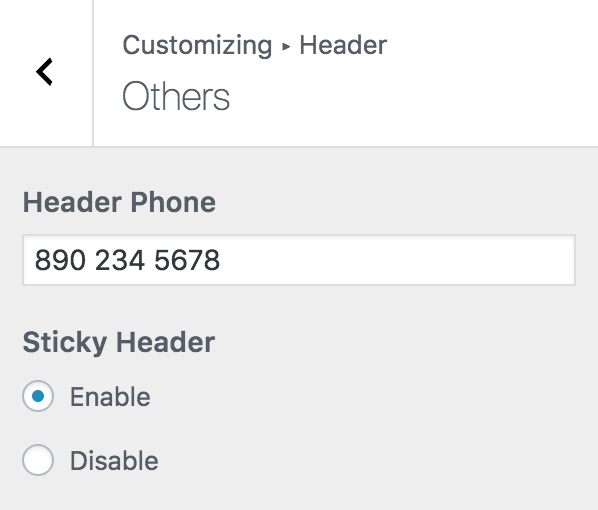 Customizing ▸ Header
Others
Header Phone
890 234 5678
Sticky Header
Enable
Disable